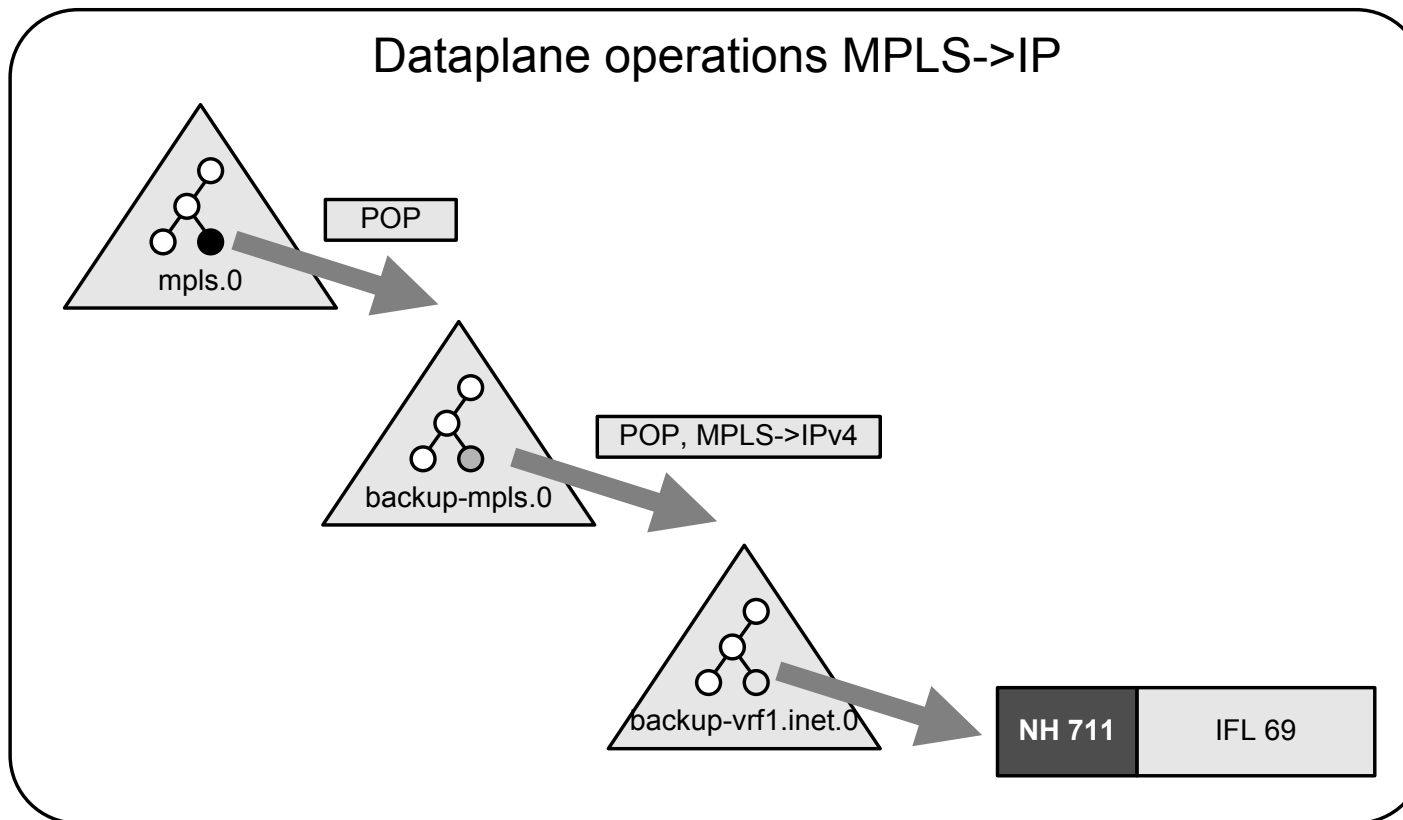 Dataplane operations MPLS->IP
POP
mpls.0
POP, MPLS->IPv4
backup-mpls.0
backup-vrf1.inet.0
NH 711
IFL 69